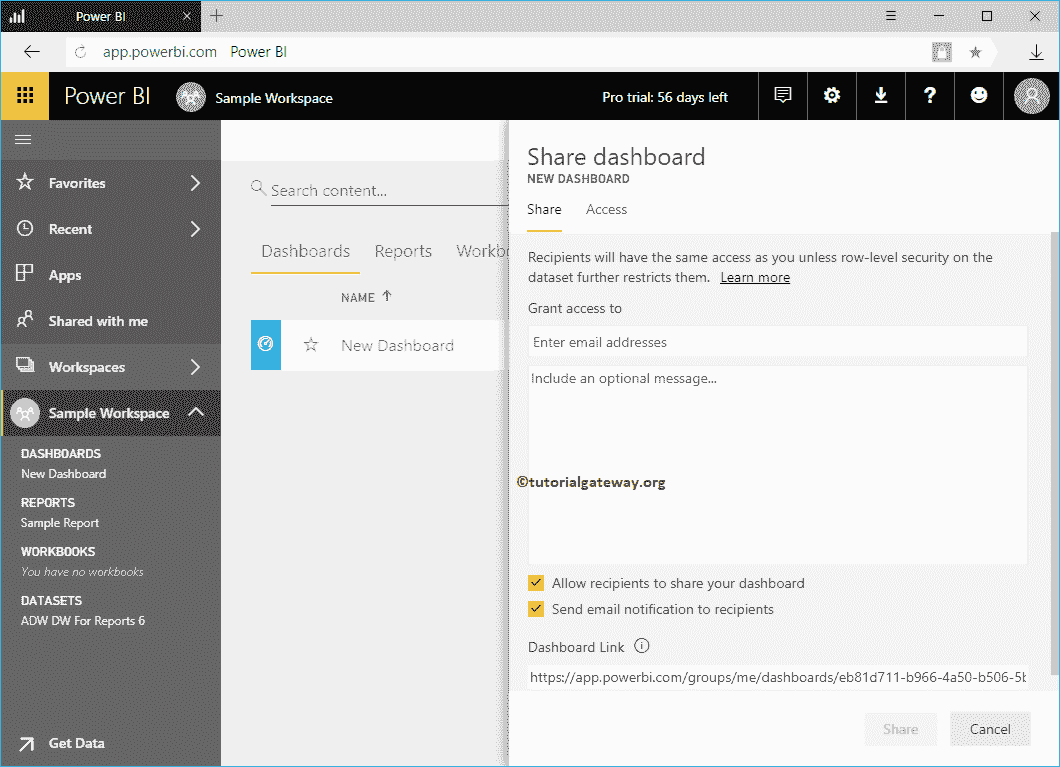 Power BI
app.powerbi.com Power BI
Power BI Sample Workspace Pro trial: 56 days left ?
Favorites
Recent
Apps
Shared with me
Workspaces
Sample Workspace
DASHBOARDS
New Dashboard
REPORTS
Sample Report
WORKBOOKS
You have no workbooks
DATASETS
ADW DW For Reports 6
Get Data
Search content...
Dashboards Reports Workbo
NAME
New Dashboard
Share dashboard
NEW DASHBOARD
Share Access
Recipients will have the same access as you unless row-level security on the
dataset further restricts them. Learn more
Grant access to
Enter email addresses
Include an optional message...
©tutorialgateway.org
Allow recipients to share your dashboard
Send email notification to recipients
Dashboard Link
https://app.powerbi.com/groups/me/dashboards/eb81d711-b966-4a50-b506-5b
Share Cancel